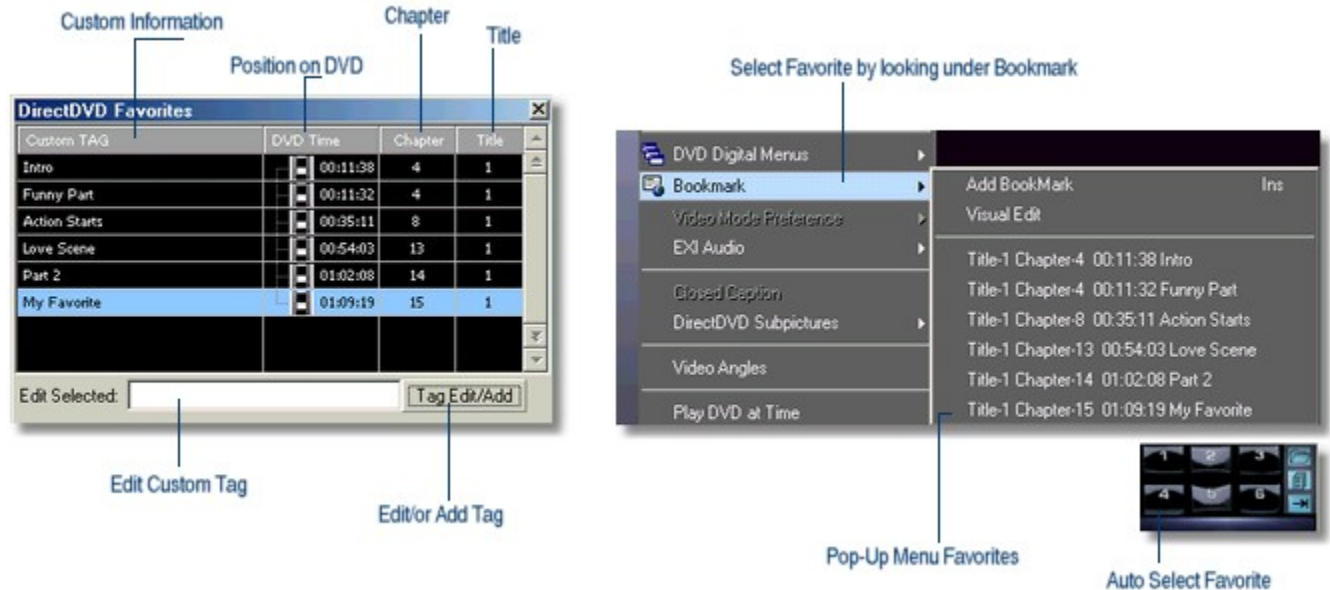 Custom Information
Chapter
Title
Position on DVD
DirectDVD Favorites
Custom TAG DVD Time Chapter Title
Intro 00:11:38 4 1
Funny Part 00:11:32 4 1
Action Starts 00:35:11 8 1
Love Scene 00:54:03 13 1
Part 2 01:02:08 14 1
My Favorite 01:09:19 15 1
Edit Selected: Tag Edit/Add
Edit Custom Tag
Edit/or Add Tag
Select Favorite by looking under Bookmark
DVD Digital Menus
Bookmark
Video Mode Preference
EXI Audio
Closed Caption
DirectDVD Subpictures
Video Angles
Play DVD at Time
Add BookMark Ins
Visual Edit
Title-1 Chapter-4 00:11:38 Intro
Title-1 Chapter-4 00:11:32 Funny Part
Title-1 Chapter-8 00:35:11 Action Starts
Title-1 Chapter-13 00:54:03 Love Scene
Title-1 Chapter-14 01:02:08 Part 2
Title-1 Chapter-15 01:09:19 My Favorite
1 2 3
4 5 6
Pop-Up Menu Favorites
Auto Select Favorite